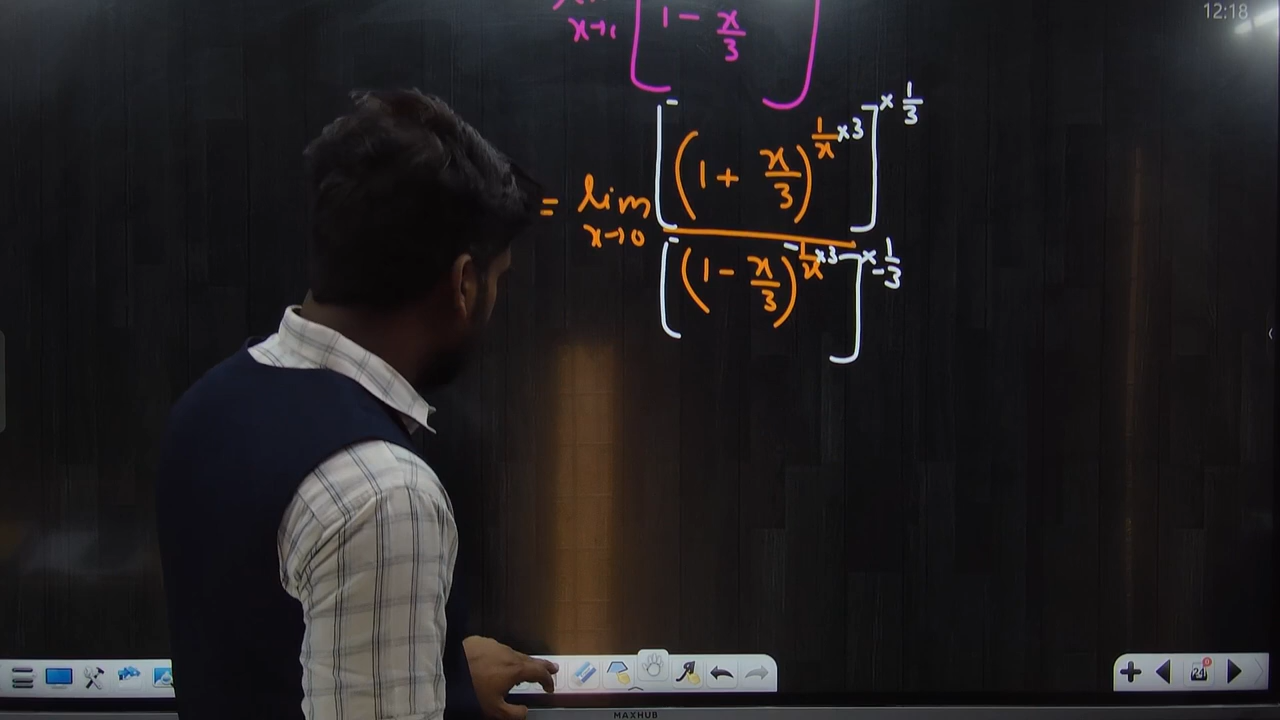 12:18
x→
[1 - x/3]
= lim x→0 [(1 + x/3)^(1/x ×3)]^(× 1/3)
[(1 - x/3)^(-1/x ×3)]^(× -1/3)
24
MAXHUB